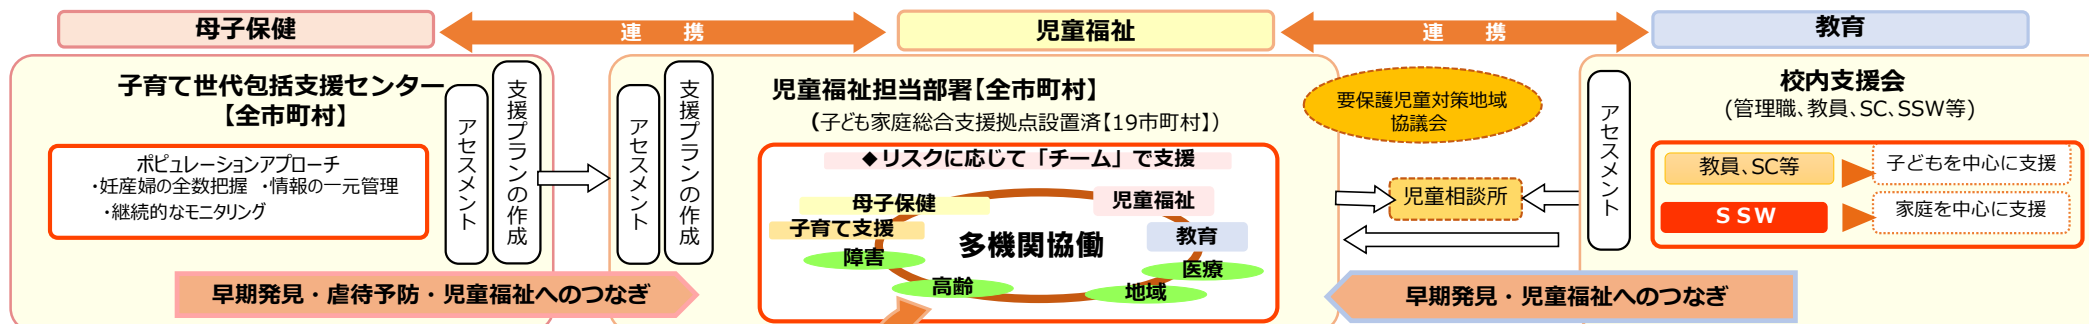 母子保健
連　携
児童福祉
連　携
教育
子育て世代包括支援センター
【全市町村】
ポピュレーションアプローチ
・妊産婦の全数把握　・情報の一元管理
・継続的なモニタリング
アセスメント
支援プランの作成
早期発見・虐待予防・児童福祉へのつなぎ
アセスメント
支援プランの作成
児童福祉担当部署【全市町村】
(子ども家庭総合支援拠点設置済【19市町村】)
◆リスクに応じて「チーム」で支援
母子保健
児童福祉
子育て支援
教育
多機関協働
障害
医療
高齢
地域
要保護児童対策地域
協議会
児童相談所
アセスメント
校内支援会
(管理職、教員、SC、SSW等)
教員、SC等
子どもを中心に支援
SSW
家庭を中心に支援
早期発見・児童福祉へのつなぎ